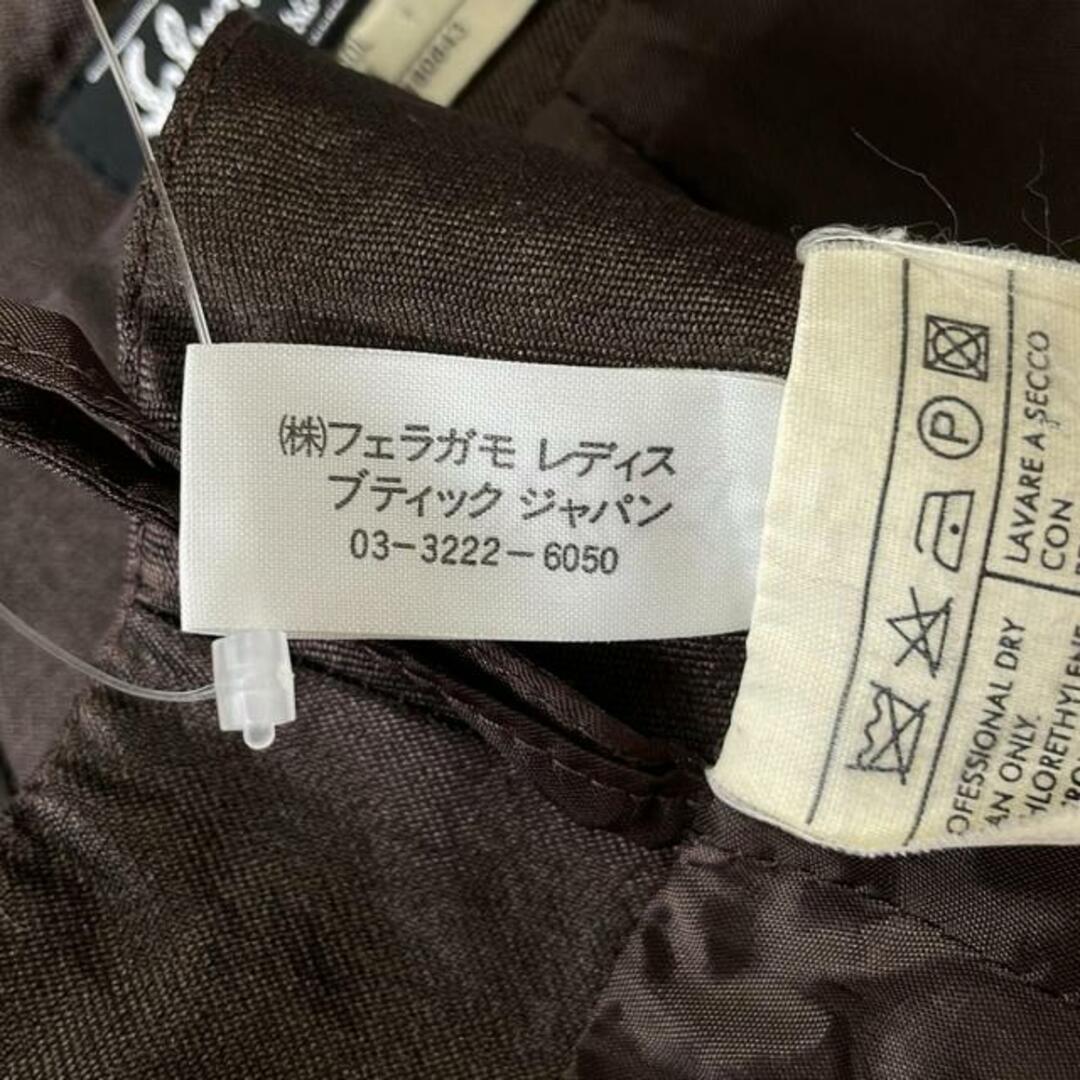 ㈱フェラガモ レディス
ブティック ジャパン
03-3222-6050
P
LAVARE A SECCO
CON
OFESSIONAL DRY
AN ONLY.
HLORETHYLENE